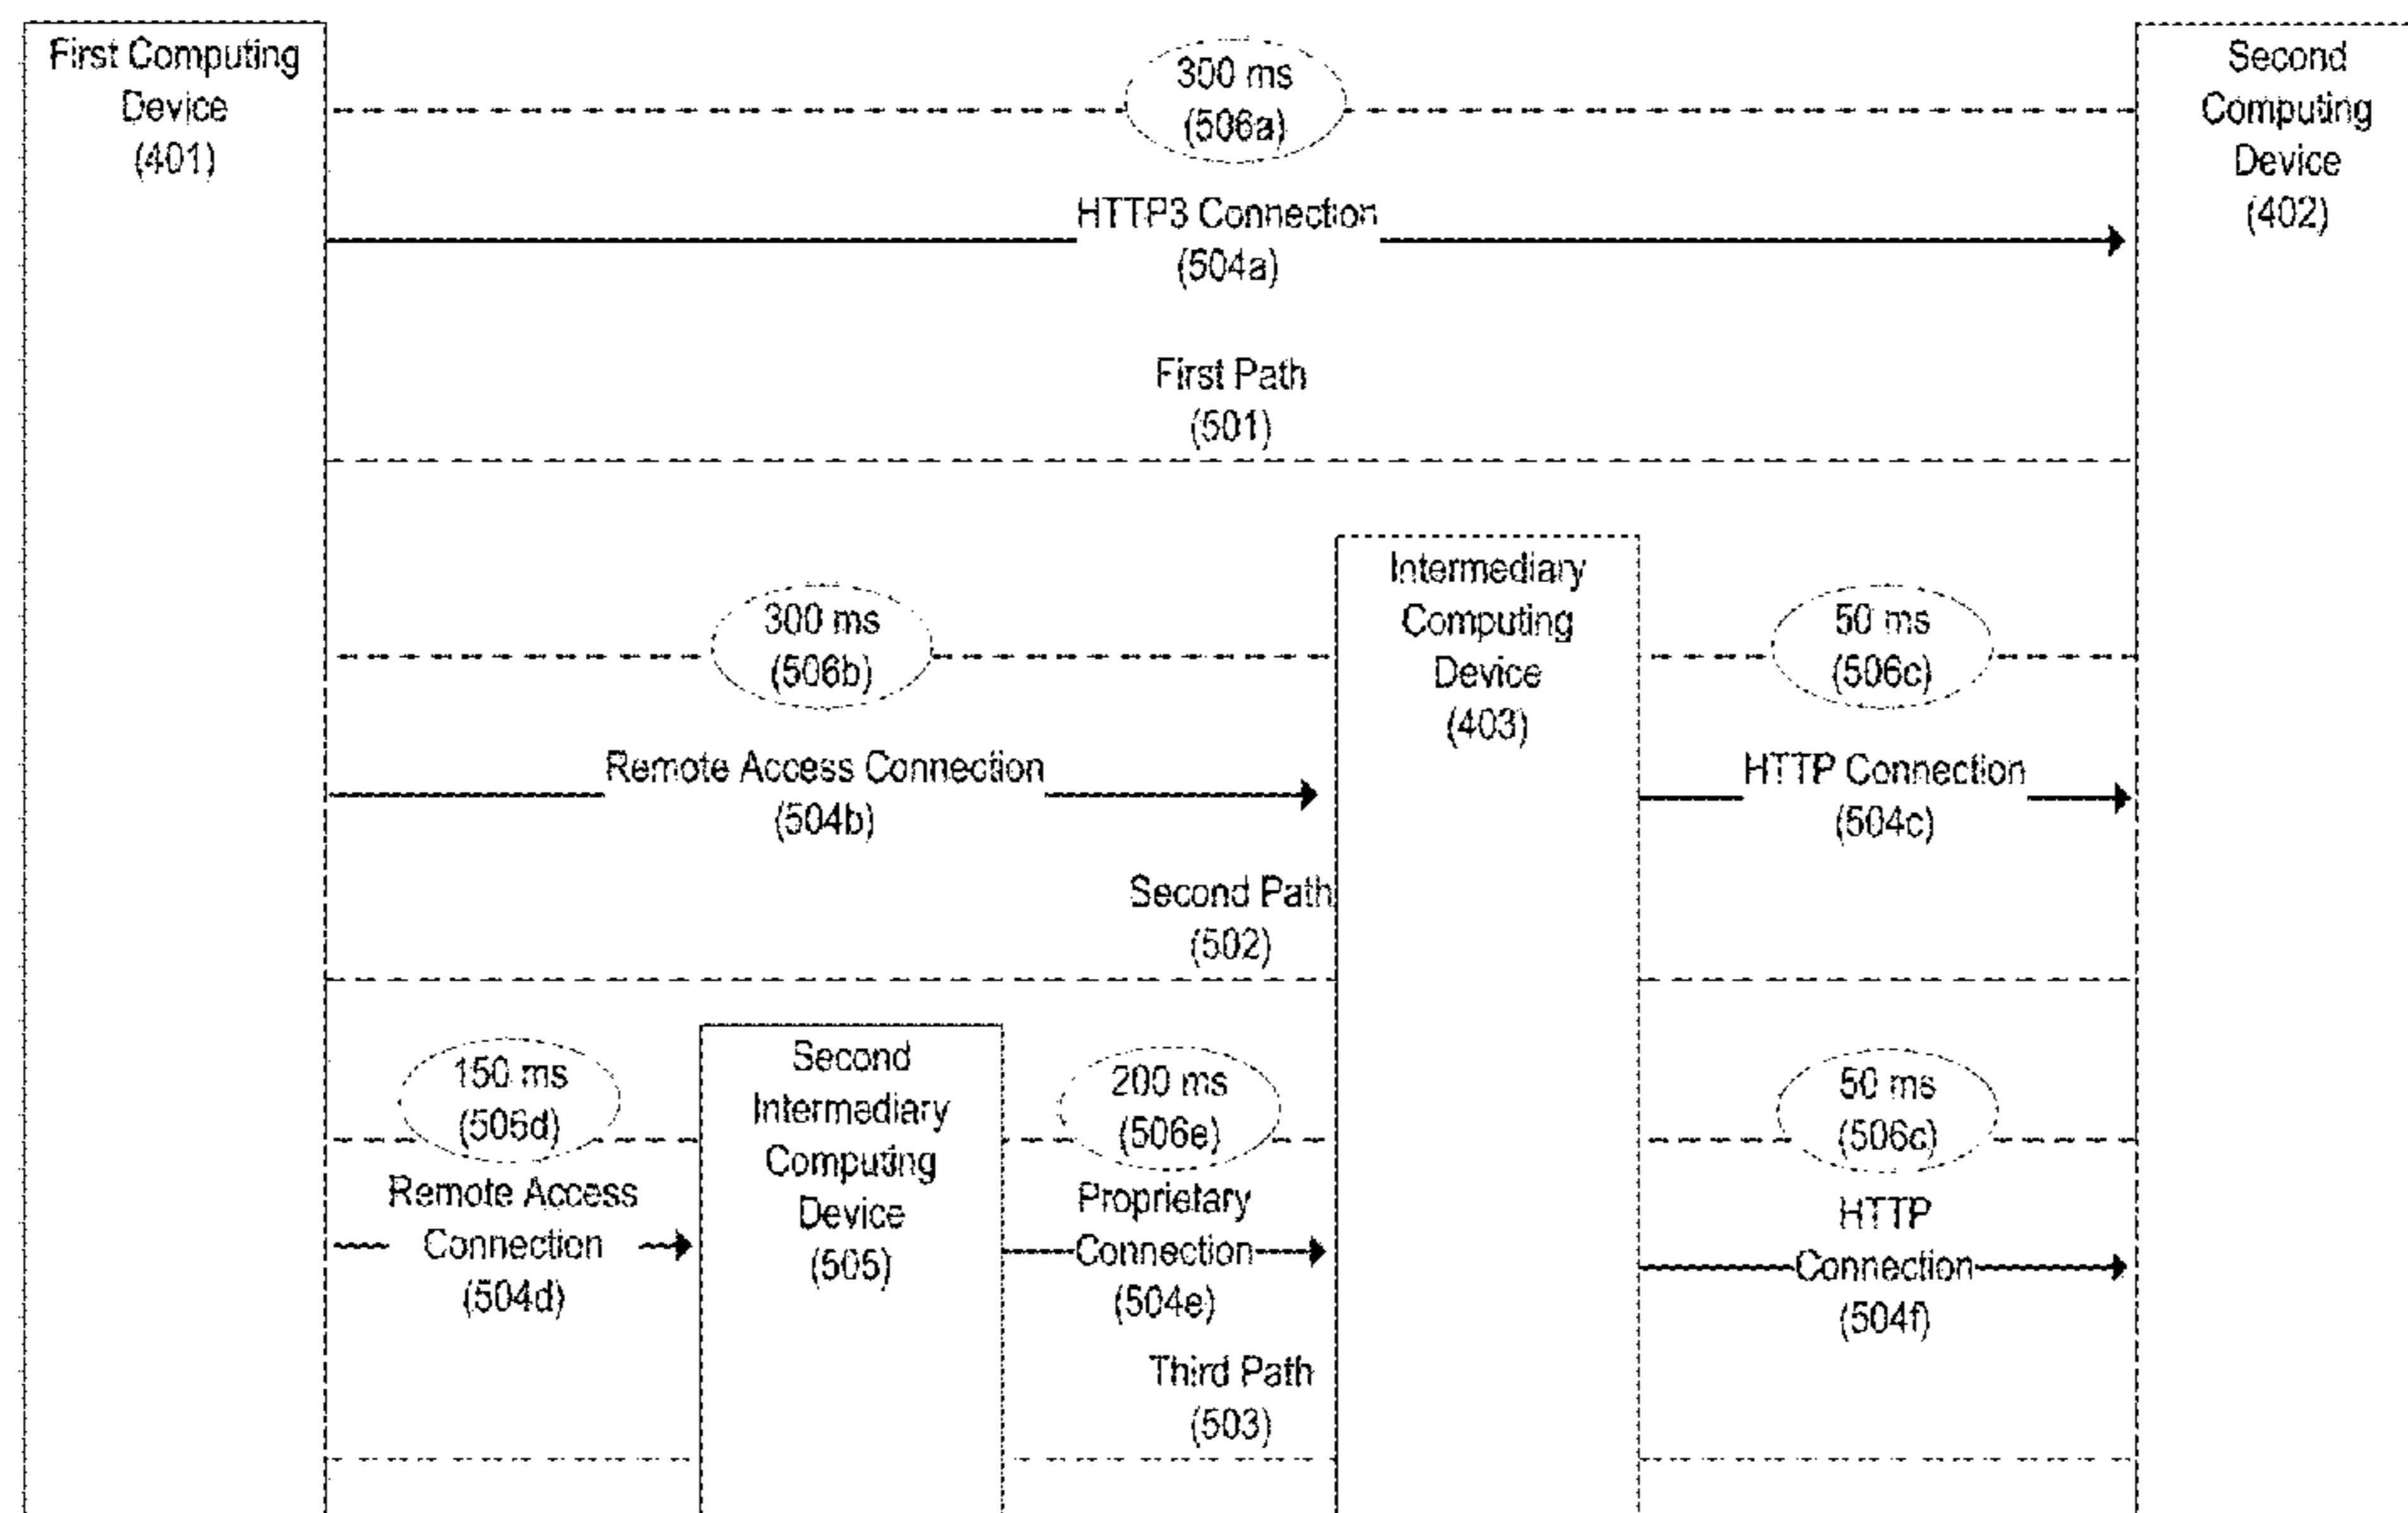 First Computing
Device
(401)
300 ms
(506a)
Second
Computing
Device
(402)
HTTP3 Connection
(504a)
First Path
(501)
300 ms
(506b)
Intermediary
Computing
Device
(403)
50 ms
(506c)
Remote Access Connection
(504b)
HTTP Connection
(504c)
Second Path
(502)
150 ms
(506d)
Remote Access
Connection
(504d)
Second
Intermediary
Computing
Device
(505)
200 ms
(506e)
Proprietary
Connection
(504e)
50 ms
(506c)
HTTP
Connection
(504f)
Third Path
(503)